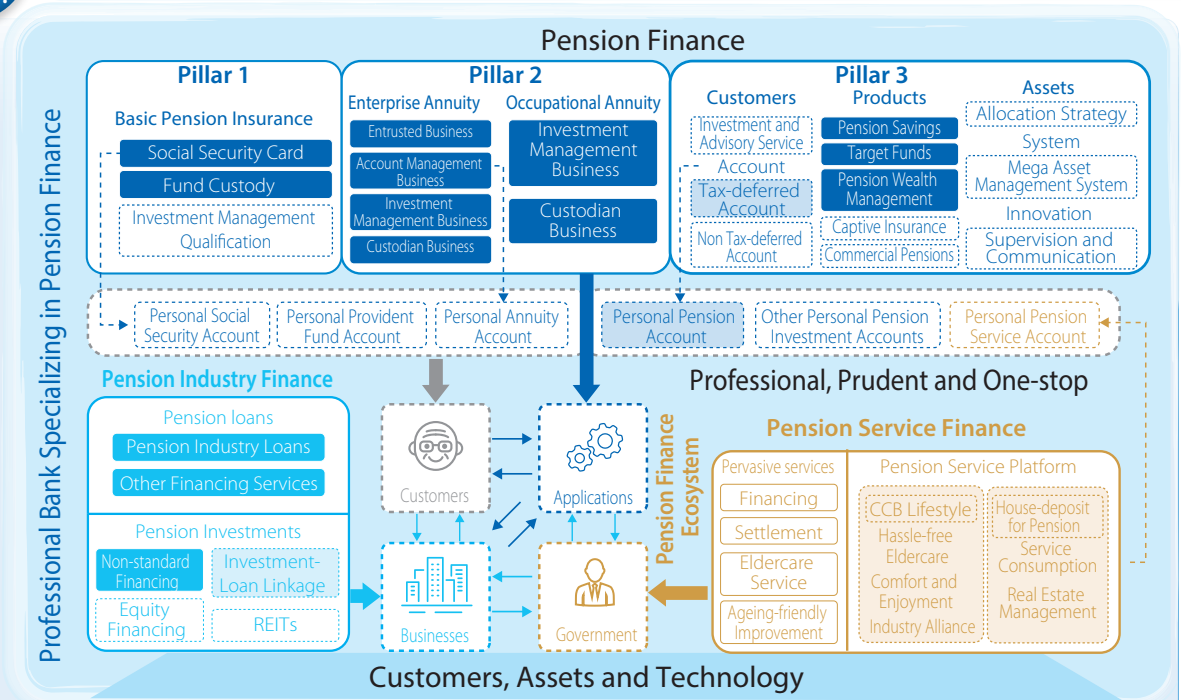 Pension Finance
Professional Bank Specializing in Pension Finance
Pillar 1
Basic Pension Insurance
Social Security Card
Fund Custody
Investment Management
Qualification
Pillar 2
Enterprise Annuity
Entrusted Business
Account Management
Business
Investment
Management Business
Custodian Business
Occupational Annuity
Investment
Management
Business
Custodian
Business
Pillar 3
Customers
Investment and
Advisory Service
Account
Tax-deferred
Account
Non Tax-deferred
Account
Products
Pension Savings
Target Funds
Pension Wealth
Management
Captive Insurance
Commercial Pensions
Assets
Allocation Strategy
System
Mega Asset
Management System
Innovation
Supervision and
Communication
Personal Social
Security Account
Personal Provident
Fund Account
Personal Annuity
Account
Personal Pension
Account
Other Personal Pension
Investment Accounts
Personal Pension
Service Account
Pension Industry Finance
Pension loans
Pension Industry Loans
Other Financing Services
Pension Investments
Non-standard
Financing
Investment-
Loan Linkage
Equity
Financing
REITs
Customers
Applications
Businesses
Government
Pension Finance
Ecosystem
Professional, Prudent and One-stop
Pension Service Finance
Pervasive services
Financing
Settlement
Eldercare
Service
Ageing-friendly
Improvement
Pension Service Platform
CCB Lifestyle
Hassle-free
Eldercare
Comfort and
Enjoyment
Industry Alliance
House-deposit
for Pension
Service
Consumption
Real Estate
Management
Customers, Assets and Technology